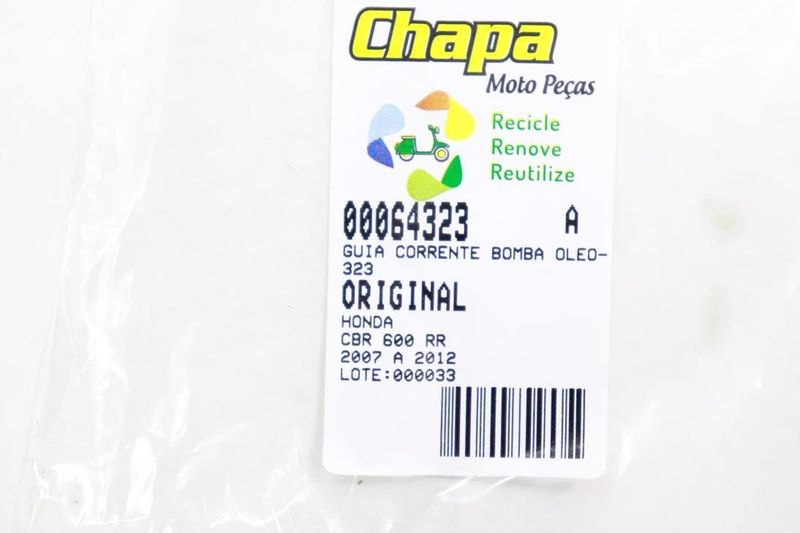 Chapa
Moto Peças
Recicle
Renove
Reutilize
00064323 A
GUIA CORRENTE BOMBA OLEO-
323
ORIGINAL
HONDA
CBR 600 RR
2007 A 2012
LOTE:000033